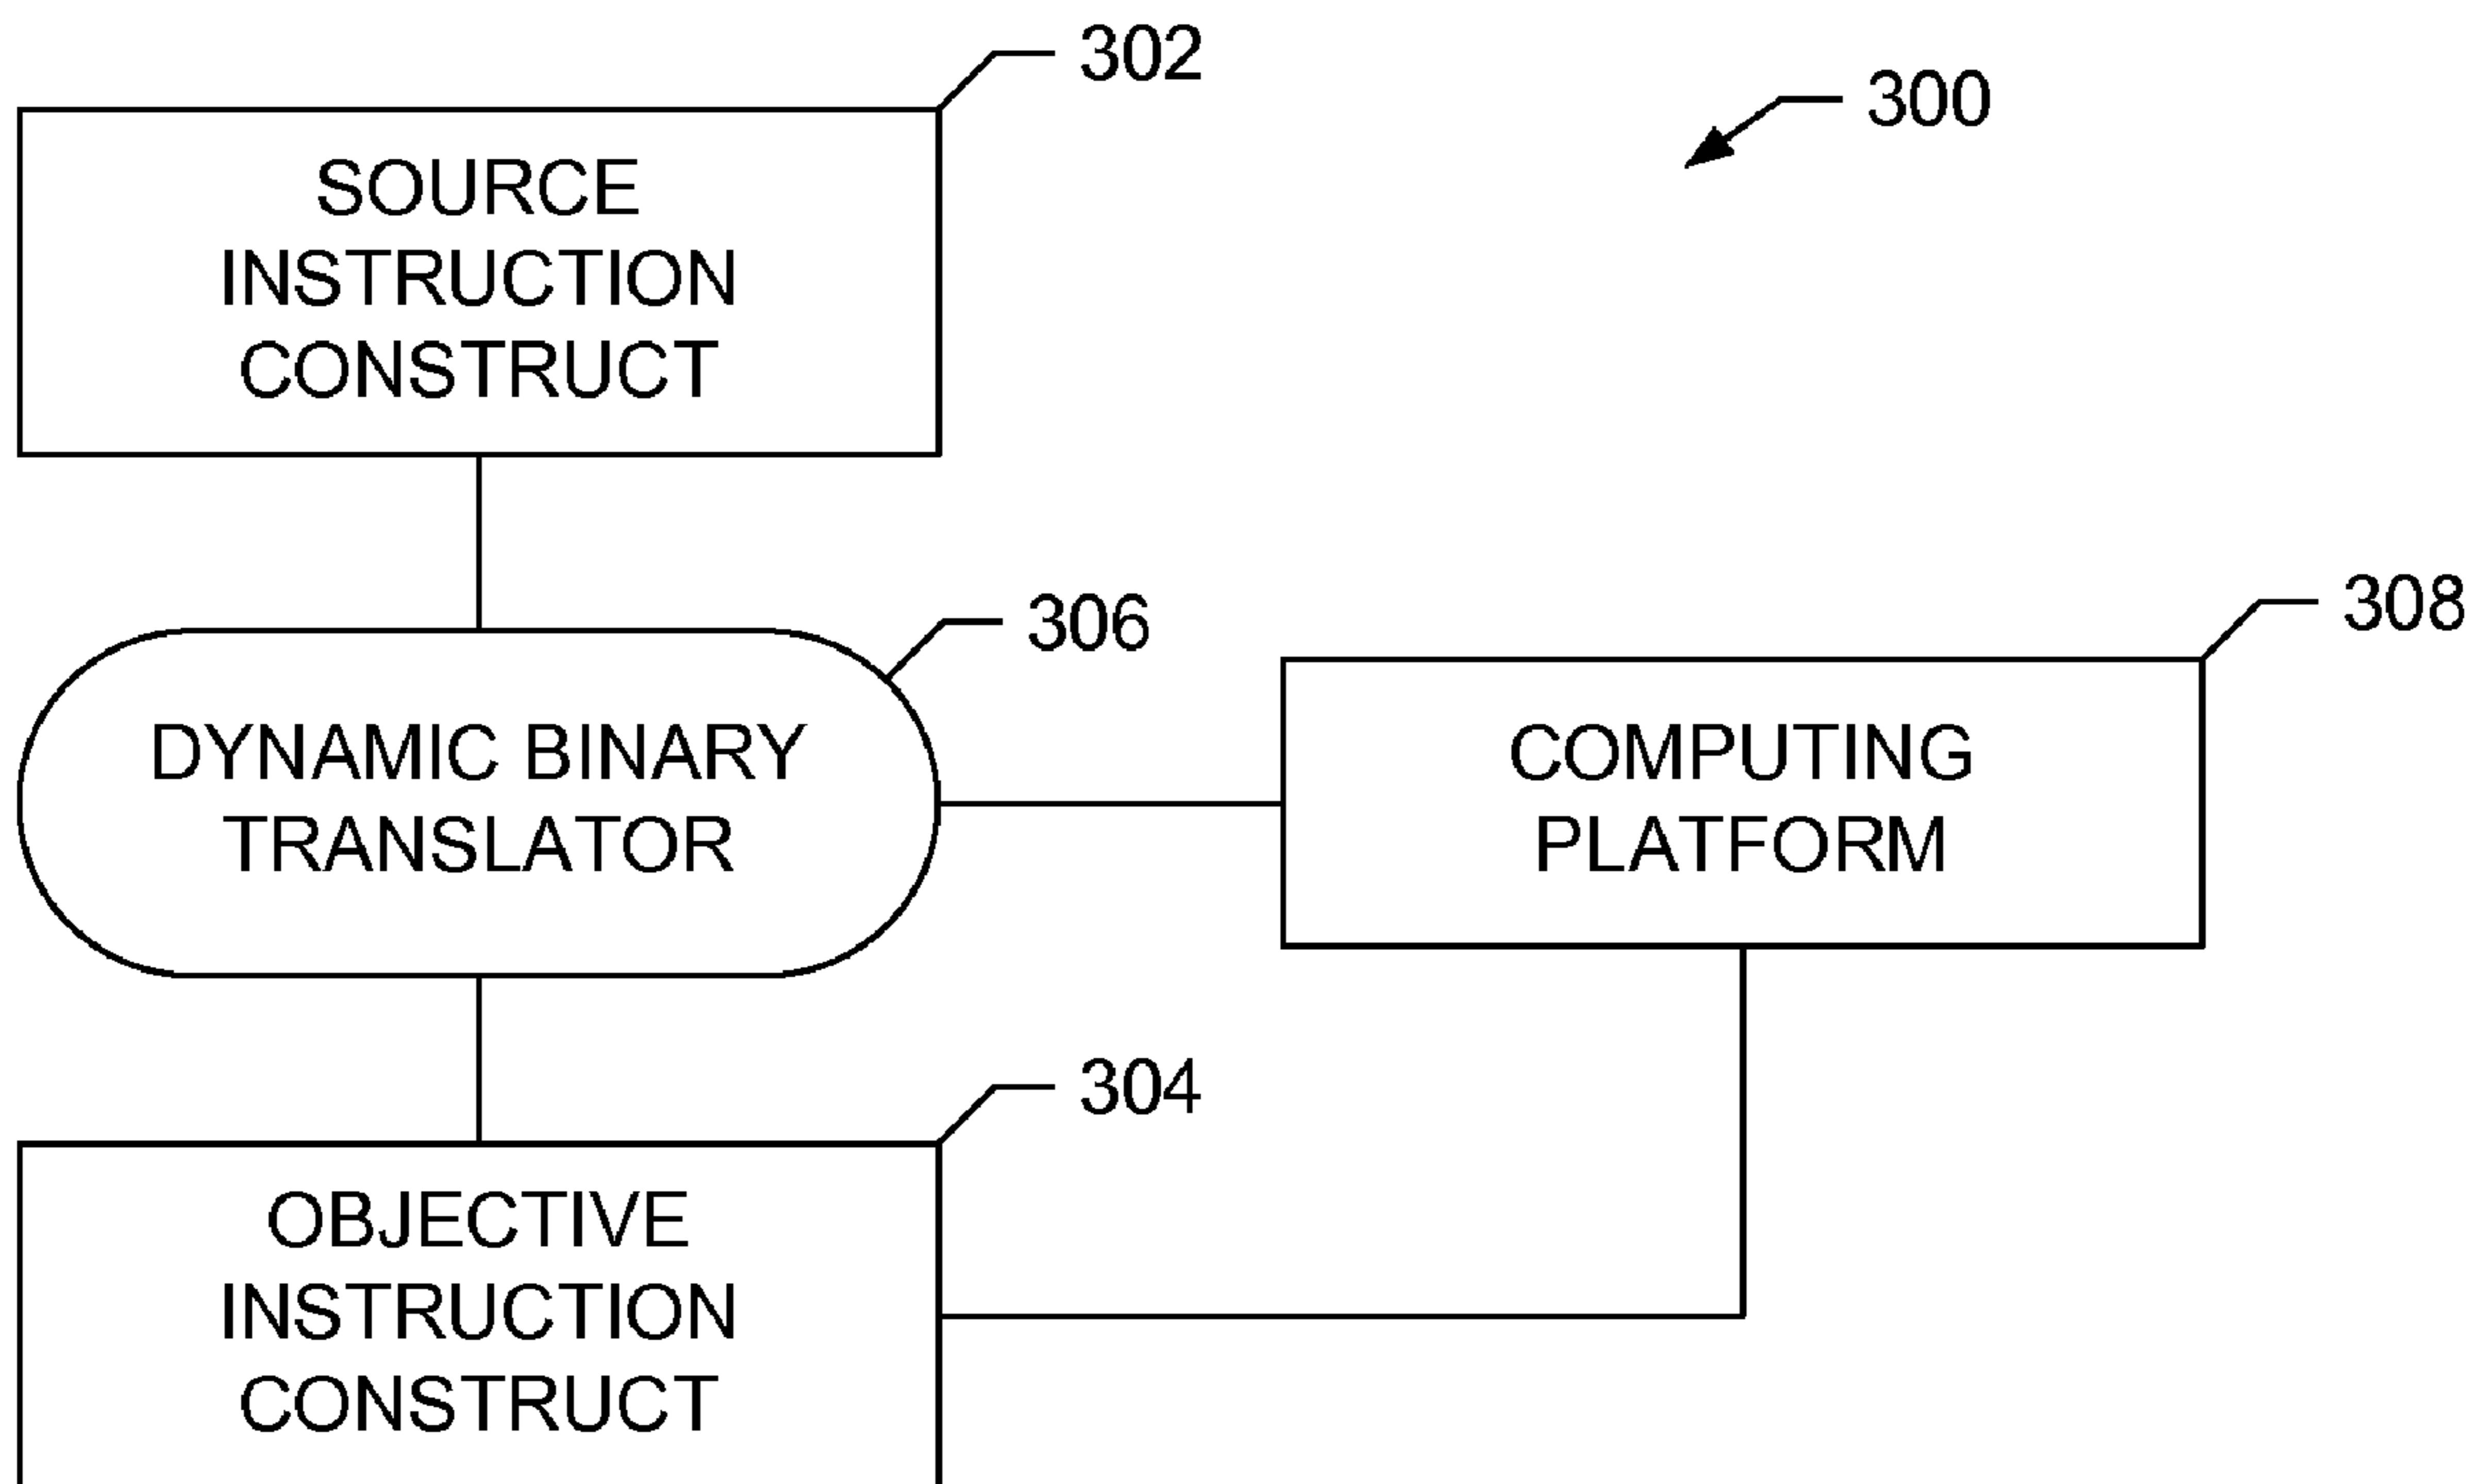 302
300
SOURCE
INSTRUCTION
CONSTRUCT
306
308
DYNAMIC BINARY
TRANSLATOR
COMPUTING
PLATFORM
304
OBJECTIVE
INSTRUCTION
CONSTRUCT